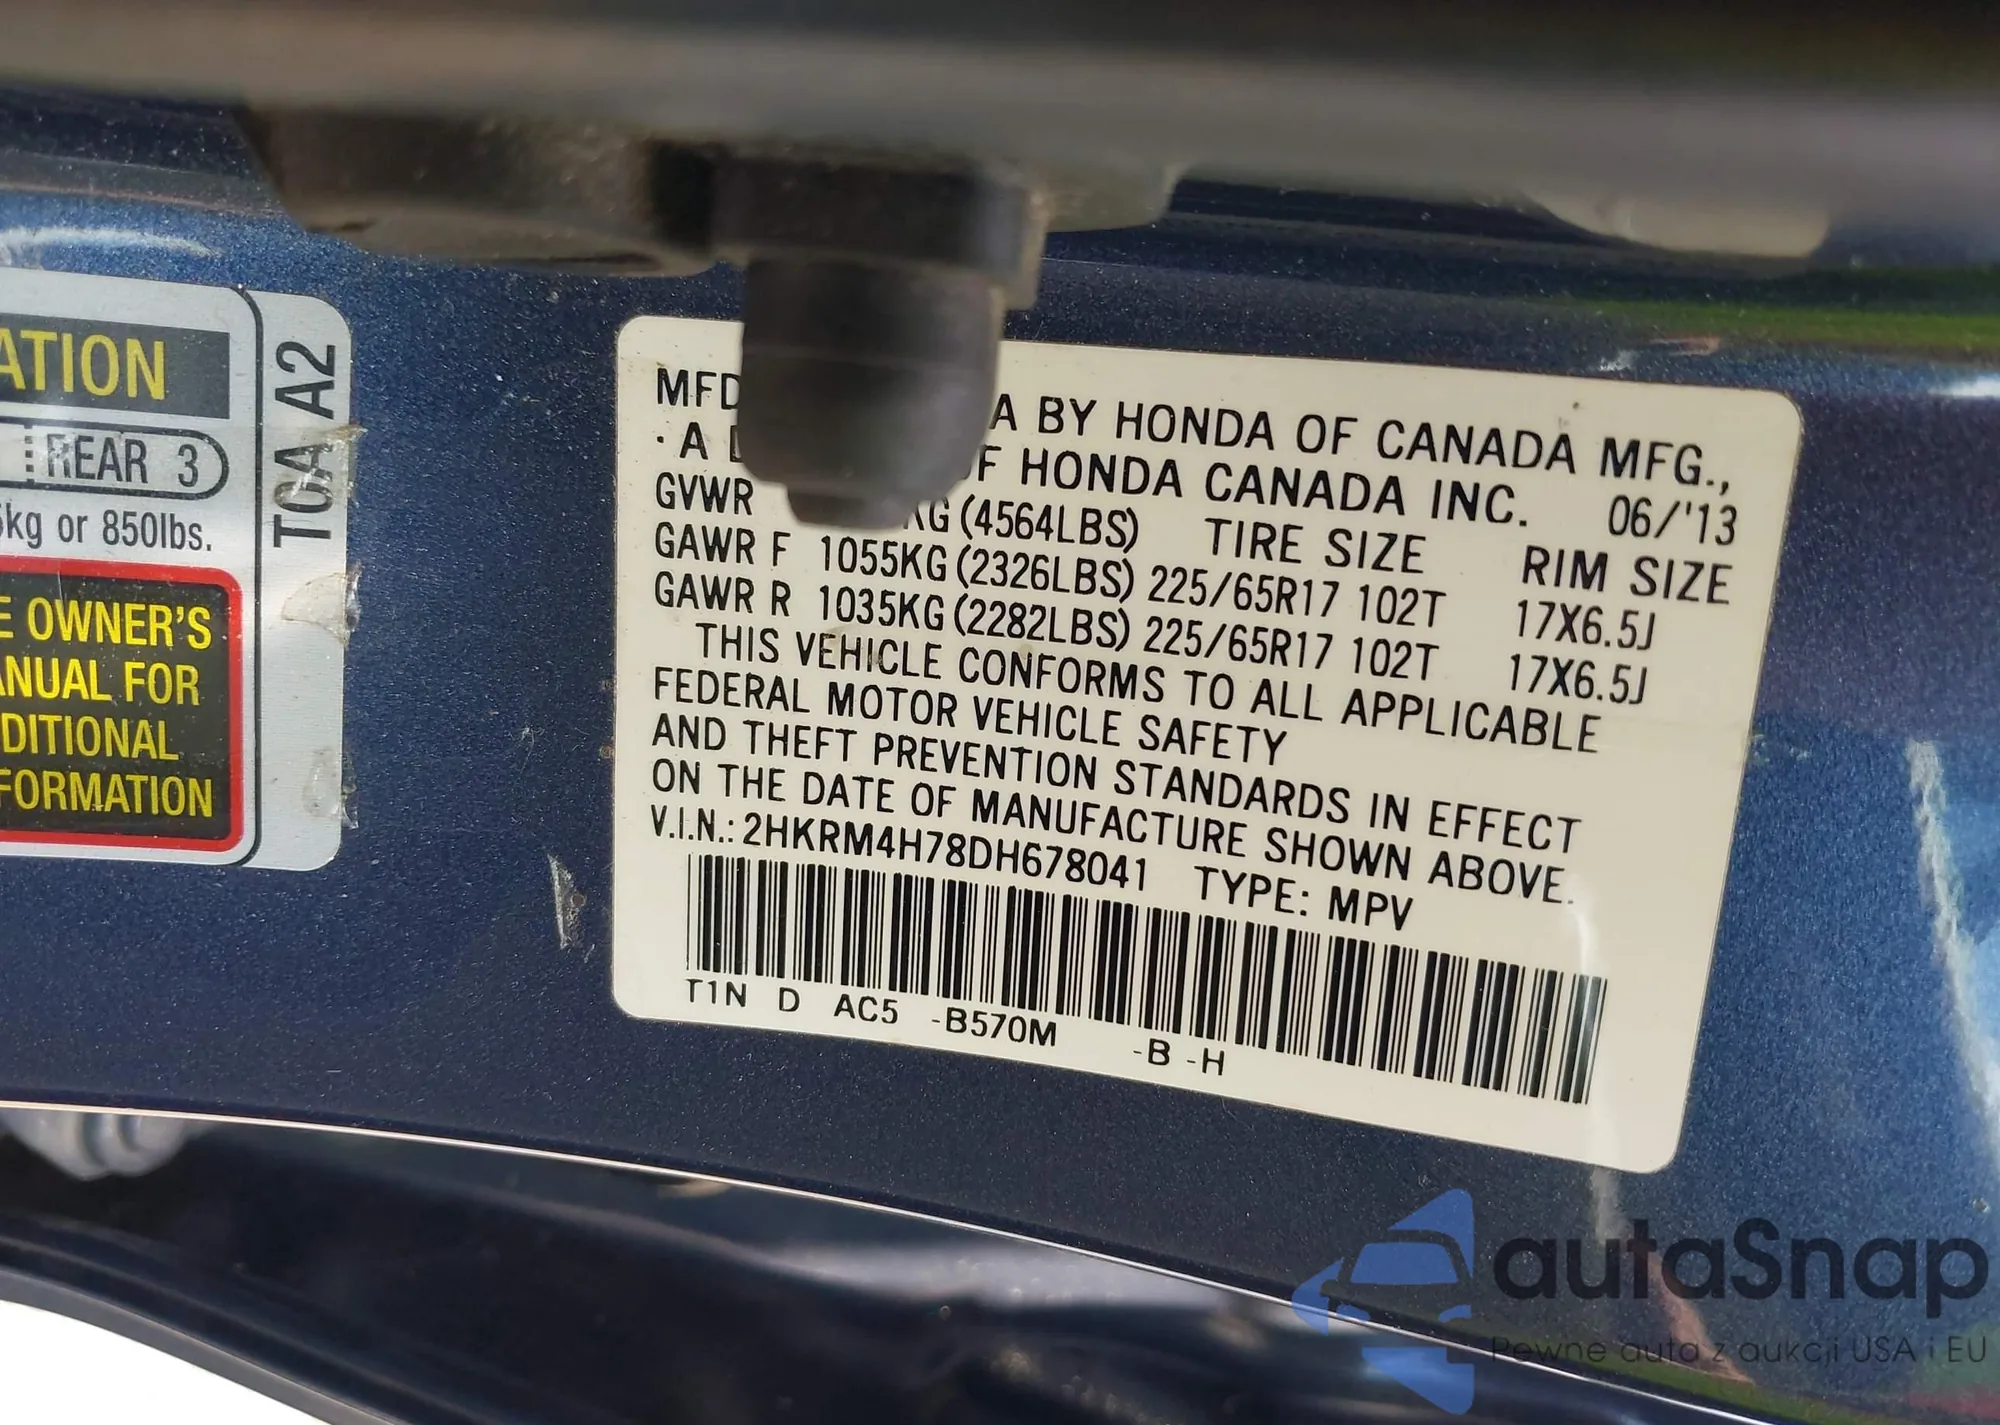 ATION
REAR 3
kg or 850lbs.
OWNER'S
ANUAL FOR
DITIONAL
FORMATION
T0A A2
MFD A BY HONDA OF CANADA MFG.,
· A F HONDA CANADA INC. 06/'13
GVWR KG (4564LBS) TIRE SIZE RIM SIZE
GAWR F 1055KG (2326LBS) 225/65R17 102T 17X6.5J
GAWR R 1035KG (2282LBS) 225/65R17 102T 17X6.5J
THIS VEHICLE CONFORMS TO ALL APPLICABLE
FEDERAL MOTOR VEHICLE SAFETY
AND THEFT PREVENTION STANDARDS IN EFFECT
ON THE DATE OF MANUFACTURE SHOWN ABOVE.
V.I.N.: 2HKRM4H78DH678041 TYPE: MPV
T1N D AC5 -B570M -B -H
autaSnap
Pewne auta z aukcji USA i EU